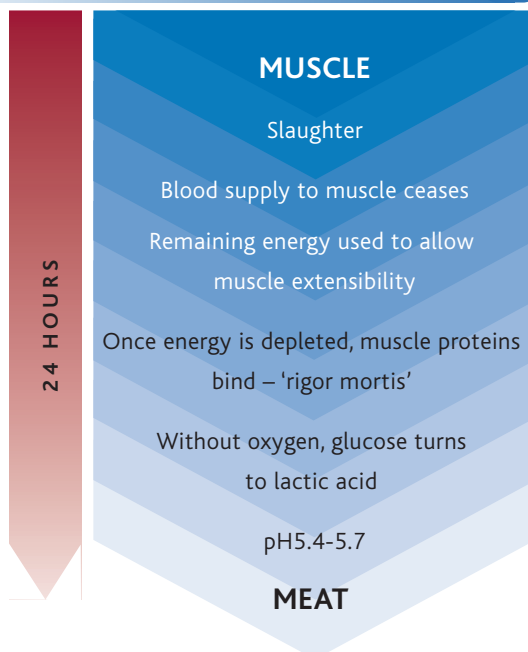 MUSCLE
Slaughter
Blood supply to muscle ceases
Remaining energy used to allow
muscle extensibility
24 HOURS
Once energy is depleted, muscle proteins
bind – ‘rigor mortis’
Without oxygen, glucose turns
to lactic acid
pH5.4-5.7
MEAT